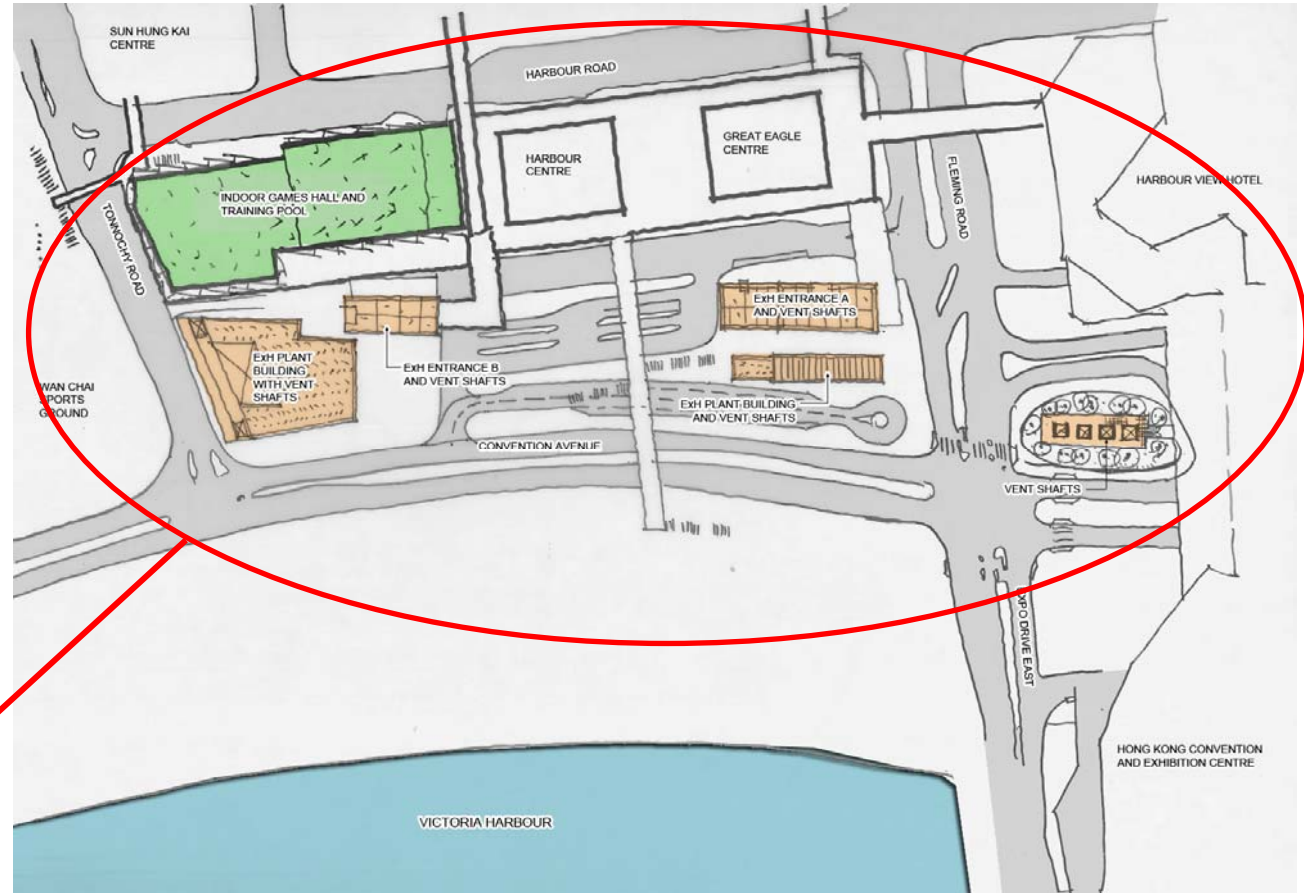 SUN HUNG KAI
CENTRE
HARBOUR ROAD
GREAT EAGLE
CENTRE
HARBOUR
CENTRE
HARBOUR VIEW HOTEL
INDOOR GAMES HALL AND
TRAINING POOL
FLEMING ROAD
TONNOCHY ROAD
ExH ENTRANCE A
AND VENT SHAFTS
ExH PLANT
BUILDING
WITH VENT
SHAFTS
ExH ENTRANCE B
AND VENT SHAFTS
WAN CHAI
SPORTS
GROUND
ExH PLANT BUILDING
AND VENT SHAFTS
CONVENTION AVENUE
VENT SHAFTS
EXPO DRIVE EAST
HONG KONG CONVENTION
AND EXHIBITION CENTRE
VICTORIA HARBOUR